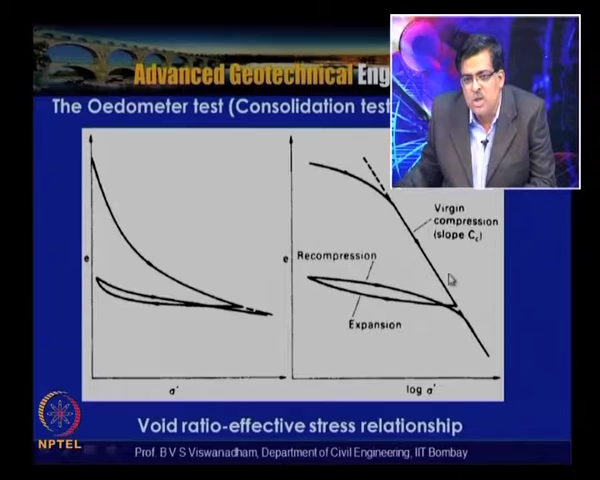 Advanced Geotechnical Eng
The Oedometer test (Consolidation test
e
σ'
e
Virgin
compression
(slope Cc)
Recompression
Expansion
log σ'
Void ratio-effective stress relationship
NPTEL
Prof. B V S Viswanadham, Department of Civil Engineering, IIT Bombay